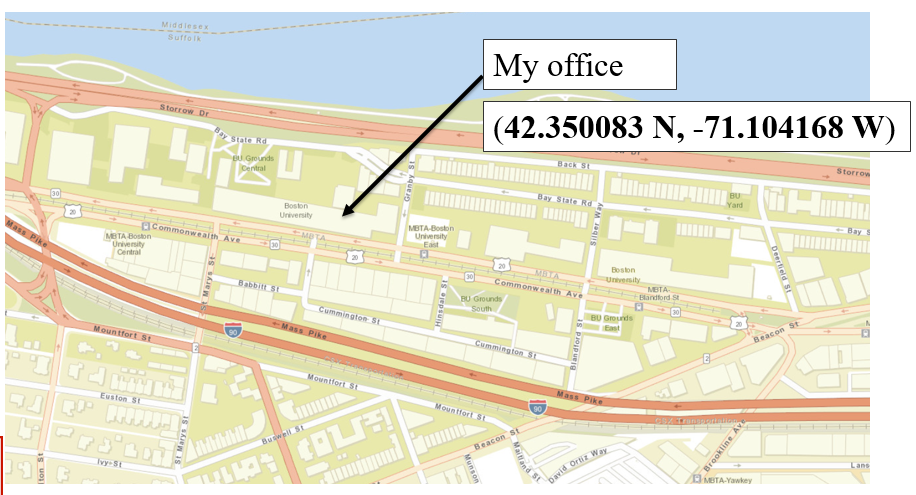 Middlesex
Suffolk
My office
(42.350083 N, -71.104168 W)
Storrow Dr
Bay State Rd
BU Grounds
Central
Granby St
Back St
Storrow
Bay State Rd
BU
Yard
30
20
Boston
University
Silber Way
Bay S
Mass Pike
MBTA-Boston
University
Central
Commonwealth Ave
30
MBTA
20
MBTA-Boston
University
East
20
MBTA
30
Commonwealth Ave
Boston
University
Deerfield St
MBTA-
Blandford St
30
20
St Marys St
Babbitt St
Hinsdale St
BU Grounds
South
BU Grounds
East
Blandford St
Beacon St
Cummington St
Mountfort St
90
Mass Pike
2
Cummington St
2
Mountfort St
Mass Pike
90
Euston St
St Marys St
Buswell St
Mountfort St
Beacon St
Brookline Ave
Ivy-St
Munson
Maitland St
David Ortiz Way
Lans
lton St
MBTA-Yawkey